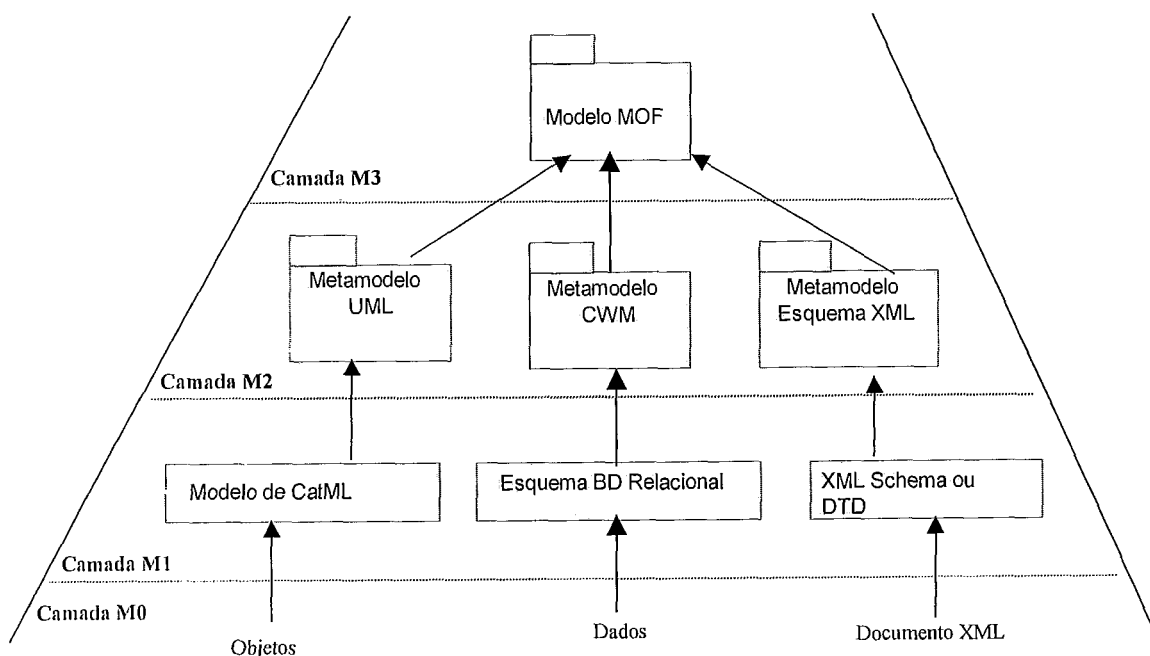 Modelo MOF
Camada M3
Metamodelo
UML
Metamodelo
CWM
Metamodelo
Esquema XML
Camada M2
Modelo de CatML
Esquema BD Relacional
XML Schema ou
DTD
Camada M1
Camada M0
Objetos
Dados
Documento XML